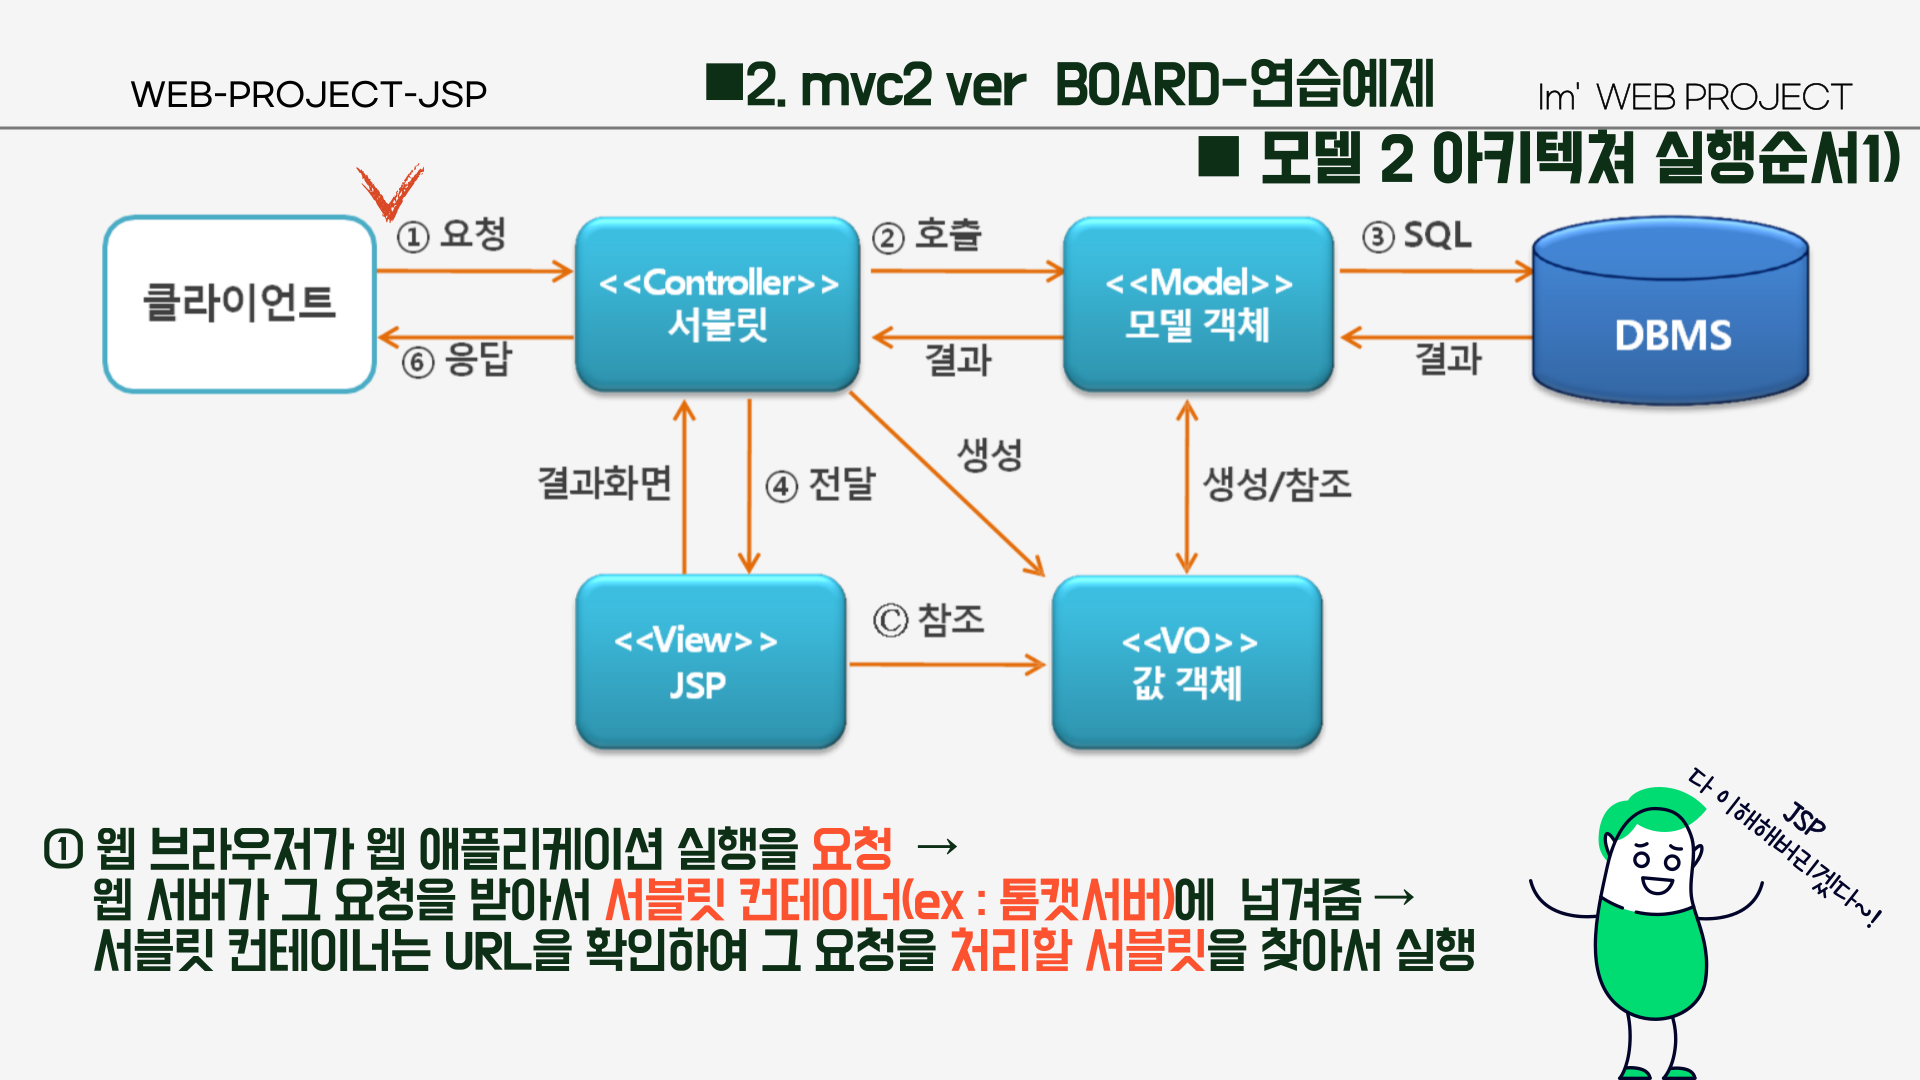 WEB-PROJECT-JSP
■2. mvc2 ver BOARD-연습예제
Im' WEB PROJECT
■ 모델 2 아키텍쳐 실행순서1)
① 요청
② 호출
③ SQL
클라이언트
<<Controller>>
서블릿
<<Model>>
모델 객체
DBMS
⑥ 응답
결과
결과
결과화면
④ 전달
생성
생성/참조
<<View>>
JSP
Ⓒ 참조
<<VO>>
값 객체
① 웹 브라우저가 웹 애플리케이션 실행을 요청 →
웹 서버가 그 요청을 받아서 서블릿 컨테이너(ex : 톰캣서버)에 넘겨줌 →
서블릿 컨테이너는 URL을 확인하여 그 요청을 처리할 서블릿을 찾아서 실행
JSP
다 이해해버리겠다~!